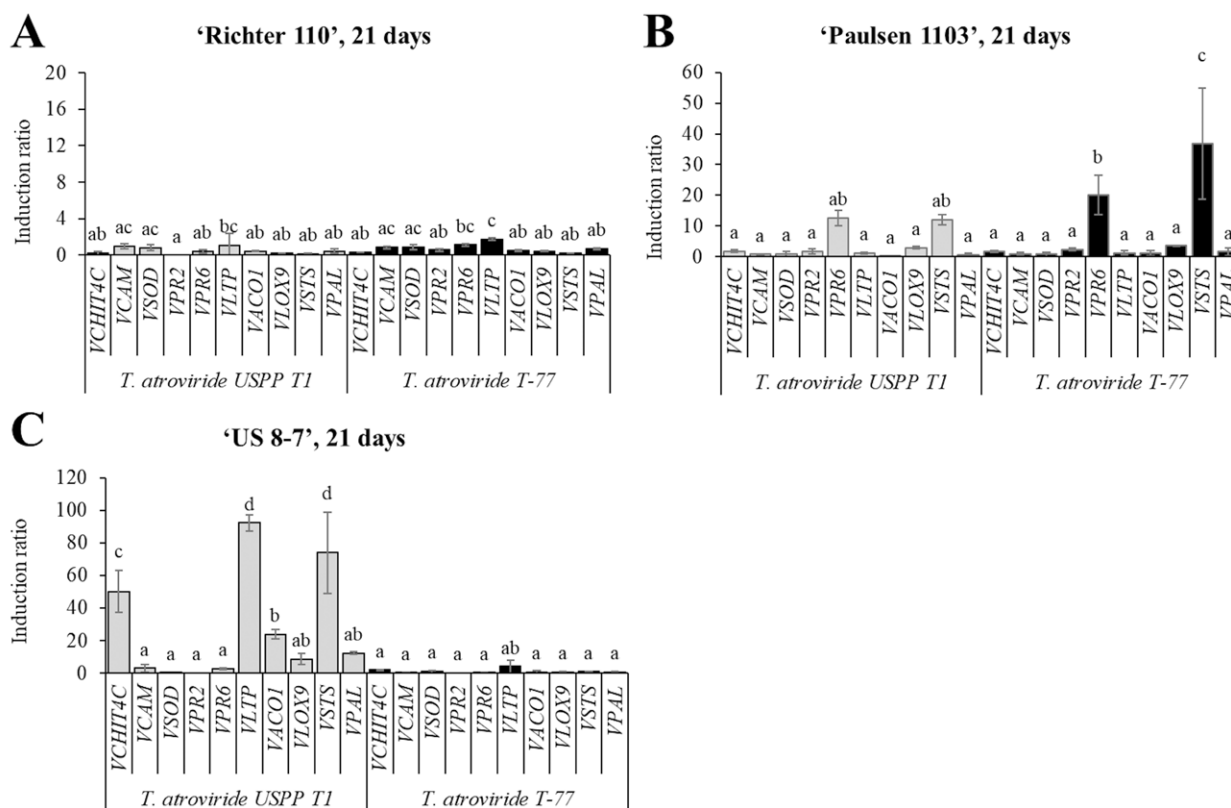 A
‘Richter 110’, 21 days
Induction ratio
20
16
12
8
4
0
ab ac ac a ab bc ab ab ab ab ab ac ac ab bc c ab ab ab ab
VCHIT4C VCAM VSOD VPR2 VPR6 VLTP VACO1 VLOX9 VSTS VPAL VCHIT4C VCAM VSOD VPR2 VPR6 VLTP VACO1 VLOX9 VSTS VPAL
T. atroviride USPP T1 T. atroviride T-77
B
‘Paulsen 1103’, 21 days
Induction ratio
60
50
40
30
20
10
0
a a a a ab a a a ab a a a a a b a a a c a
VCHIT4C VCAM VSOD VPR2 VPR6 VLTP VACO1 VLOX9 VSTS VPAL VCHIT4C VCAM VSOD VPR2 VPR6 VLTP VACO1 VLOX9 VSTS VPAL
T. atroviride USPP T1 T. atroviride T-77
C
‘US 8-7’, 21 days
Induction ratio
120
100
80
60
40
20
0
c a a a a d b ab d ab a a a a a ab a a a a
VCHIT4C VCAM VSOD VPR2 VPR6 VLTP VACO1 VLOX9 VSTS VPAL VCHIT4C VCAM VSOD VPR2 VPR6 VLTP VACO1 VLOX9 VSTS VPAL
T. atroviride USPP T1 T. atroviride T-77